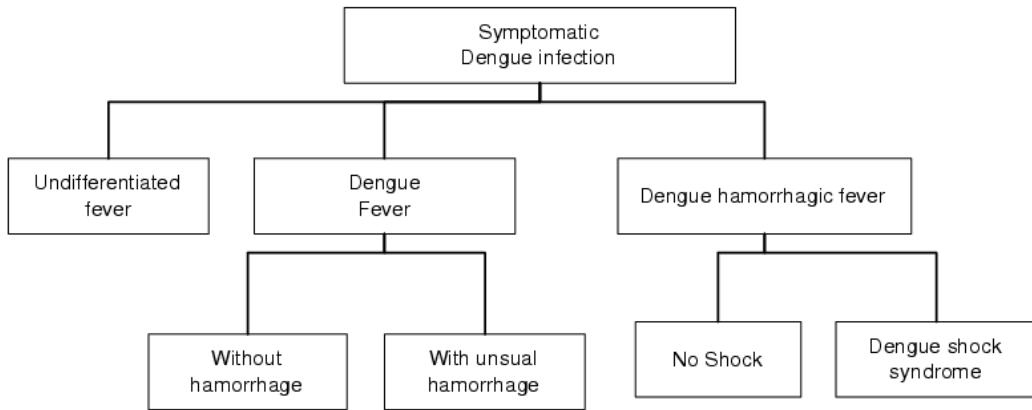 Symptomatic
Dengue infection
Undifferentiated
fever
Dengue
Fever
Dengue hamorrhagic fever
Without
hamorrhage
With unsual
hamorrhage
No Shock
Dengue shock
syndrome